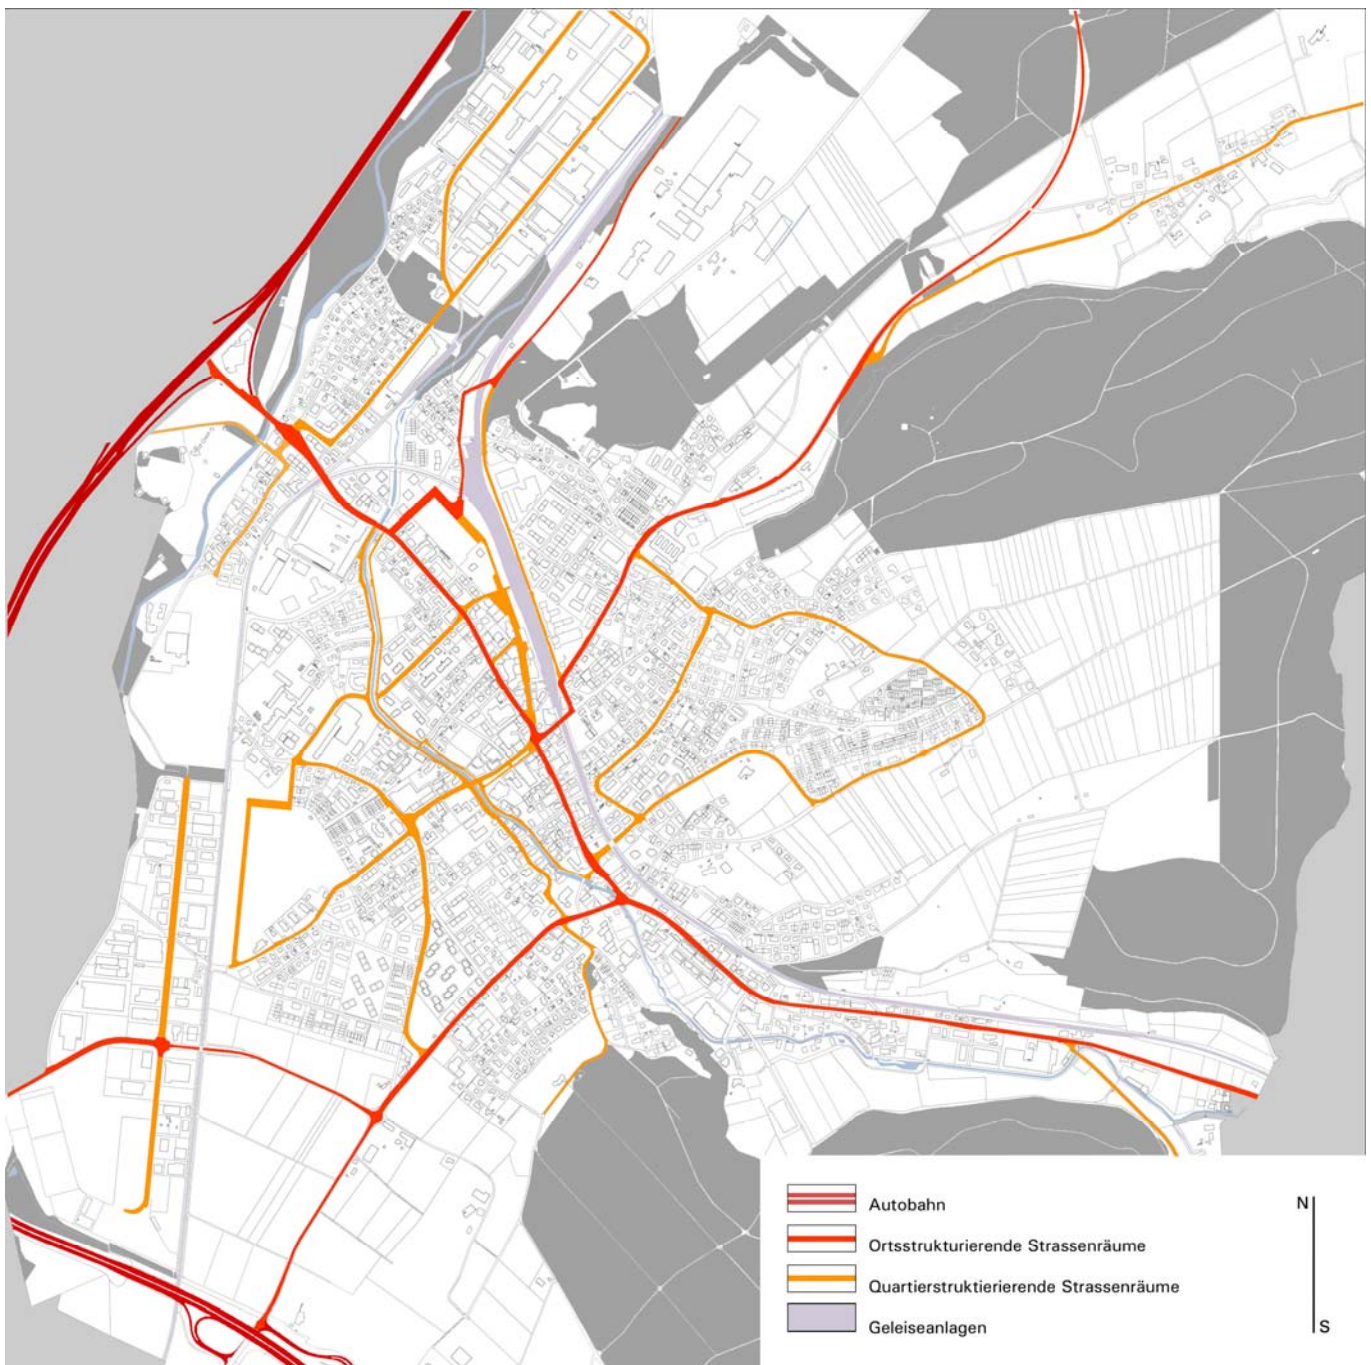 Autobahn
N
Ortsstrukturierende Strassenräume
Quartierstruktierierende Strassenräume
Geleiseanlagen
S